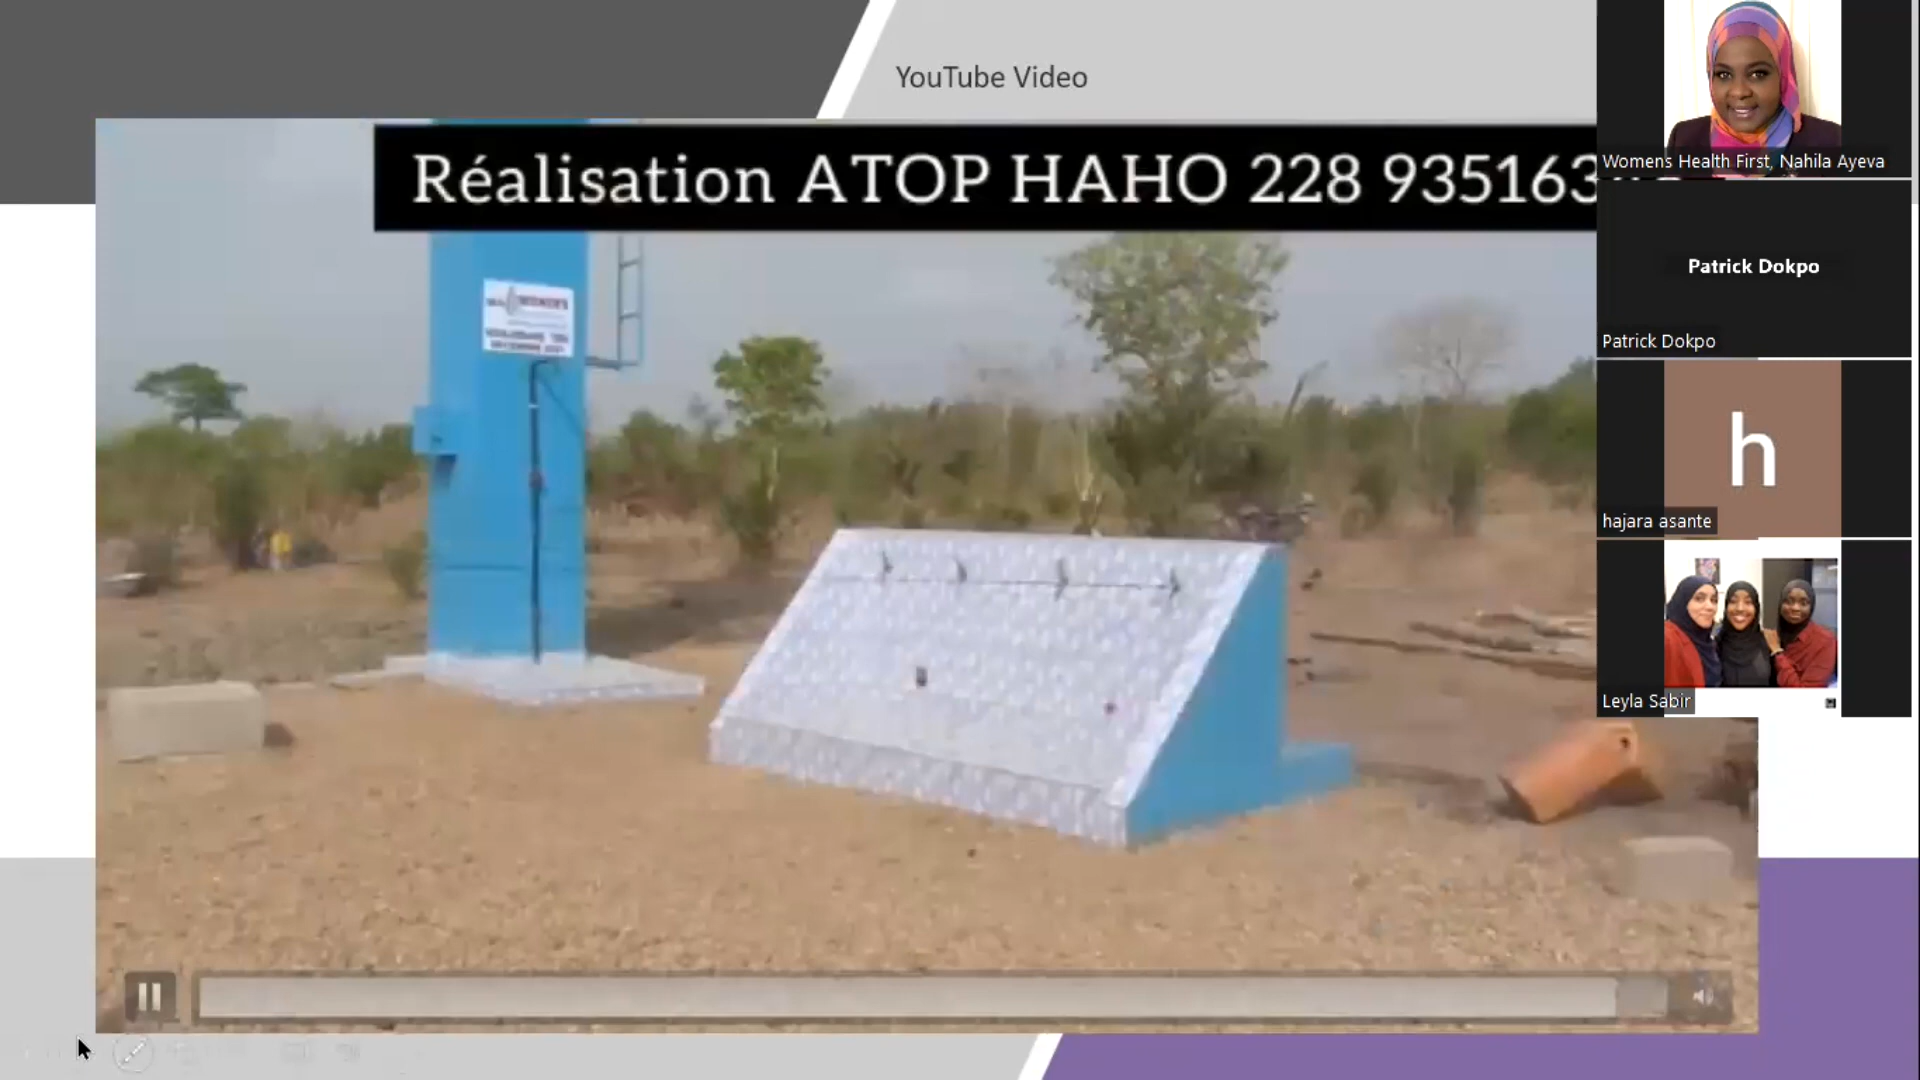 YouTube Video
Réalisation ATOP HAHO 228 935163
Womens Health First, Nahila Ayeva
Patrick Dokpo
Patrick Dokpo
h
hajara asante
Leyla Sabir